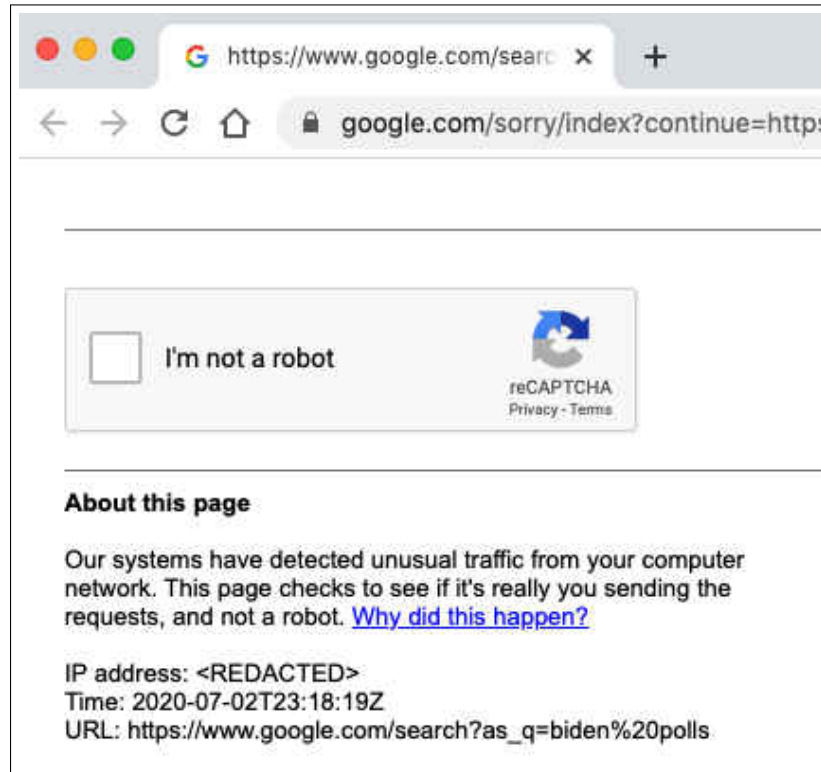 https://www.google.com/searc
google.com/sorry/index?continue=https
I'm not a robot
reCAPTCHA
Privacy - Terms
About this page
Our systems have detected unusual traffic from your computer
network. This page checks to see if it's really you sending the
requests, and not a robot. Why did this happen?
IP address: <REDACTED>
Time: 2020-07-02T23:18:19Z
URL: https://www.google.com/search?as_q=biden%20polls